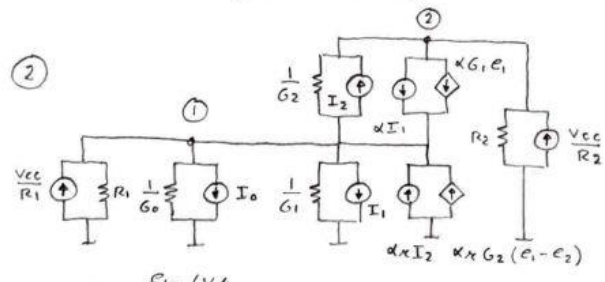 ②
②
1/G2
I2
αG1e1
αI1
①
Vcc/R1
R1
1/G0
I0
1/G1
I1
R2
Vcc/R2
αrI2 αrG2(e1-e2)